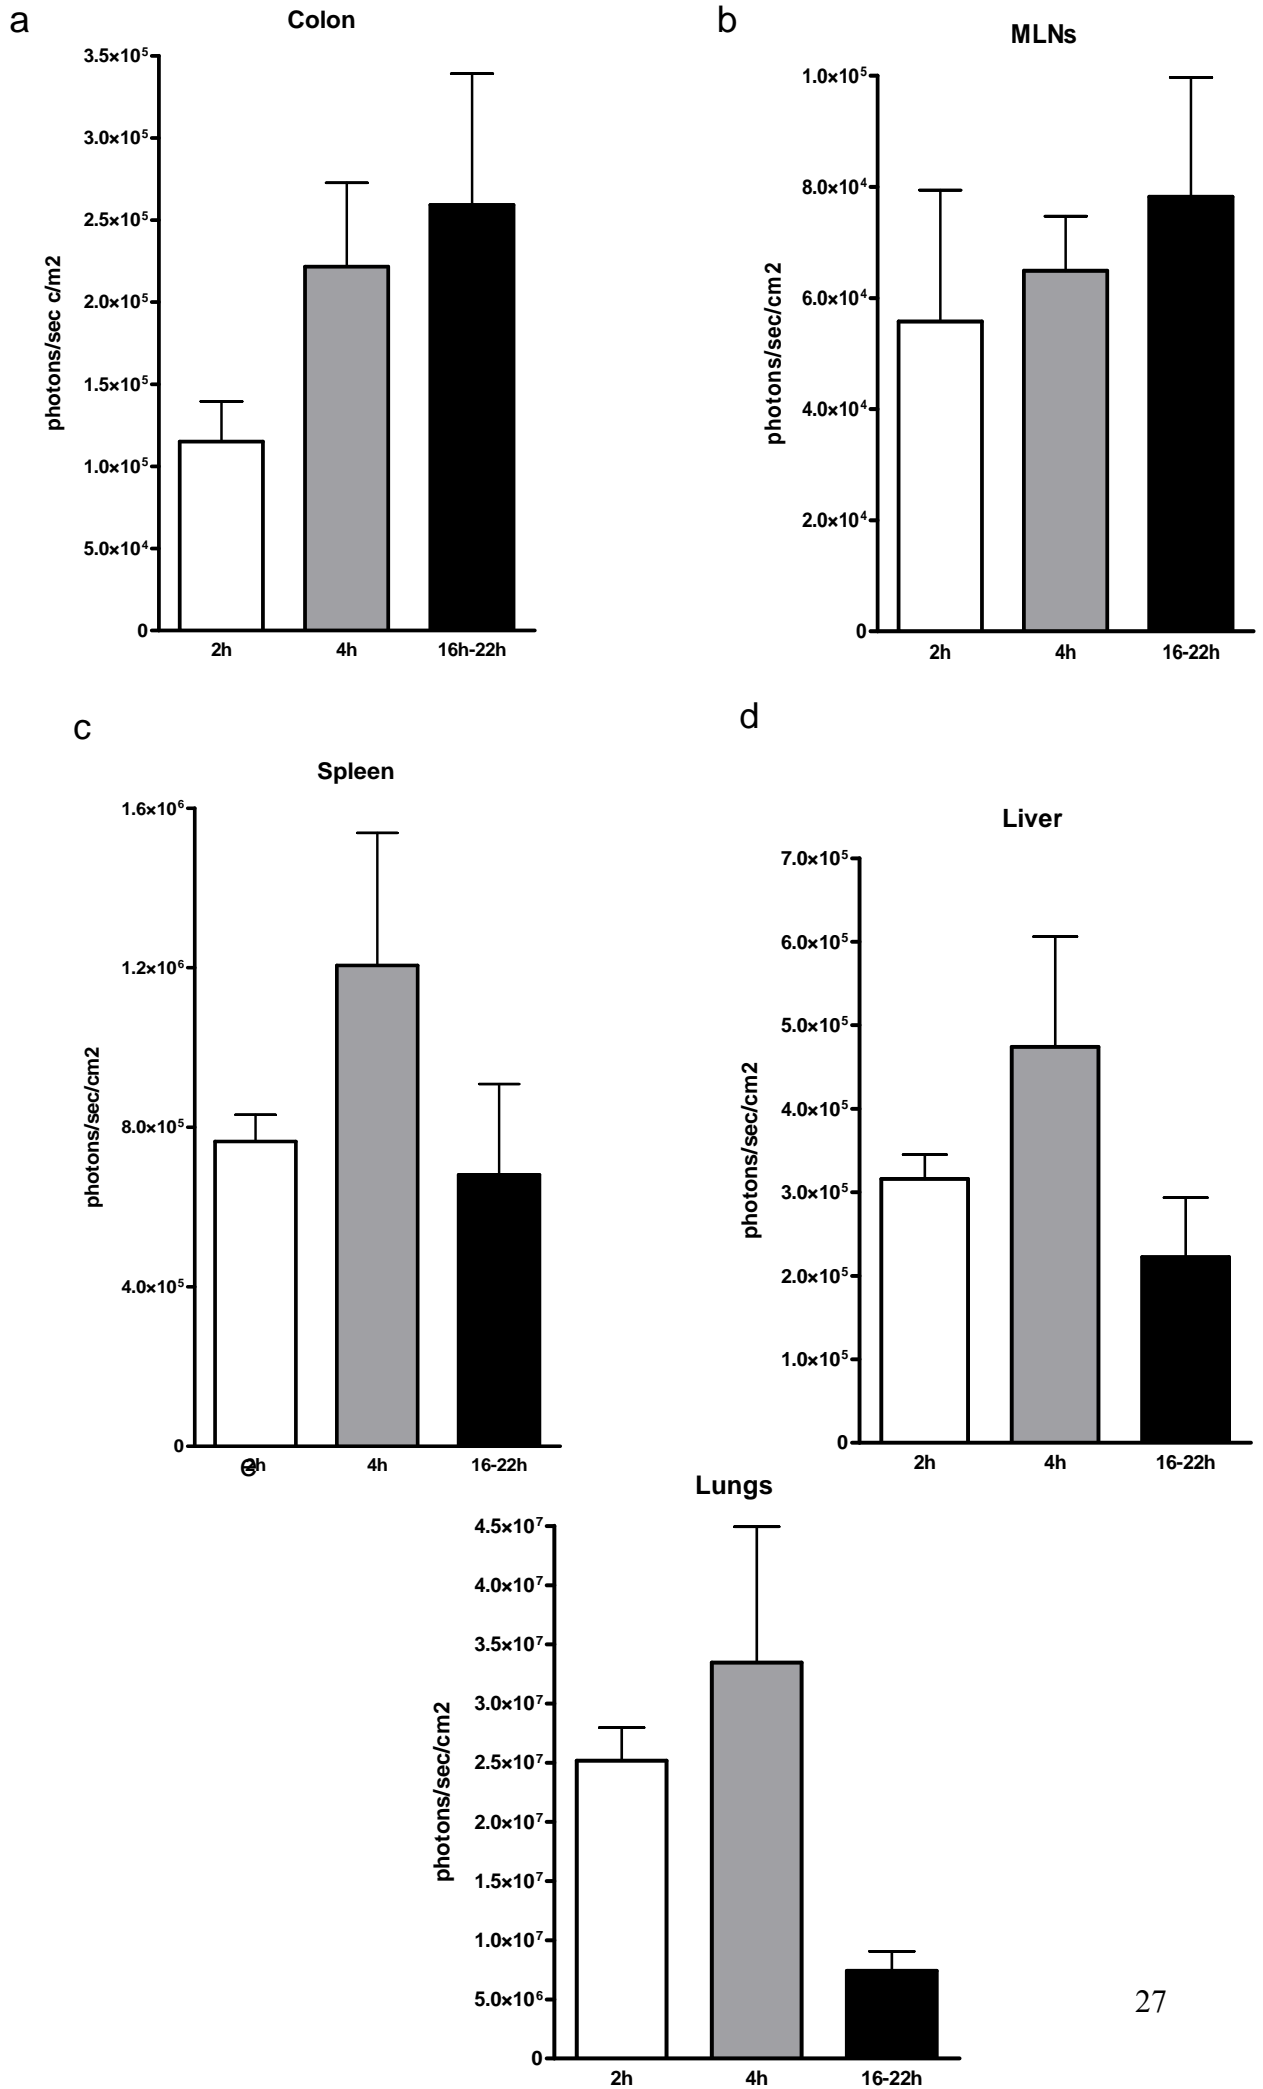 a
Colon
3.5×10⁵
3.0×10⁵
2.5×10⁵
2.0×10⁵
1.5×10⁵
1.0×10⁵
5.0×10⁴
0
photons/sec c/m2
2h 4h 16h-22h
b
MLNs
1.0×10⁵
8.0×10⁴
6.0×10⁴
4.0×10⁴
2.0×10⁴
0
photons/sec/cm2
2h 4h 16-22h
c
Spleen
1.6×10⁶
1.2×10⁶
8.0×10⁵
4.0×10⁵
0
photons/sec/cm2
2h 4h 16-22h
d
Liver
7.0×10⁵
6.0×10⁵
5.0×10⁵
4.0×10⁵
3.0×10⁵
2.0×10⁵
1.0×10⁵
0
photons/sec/cm2
2h 4h 16-22h
e
Lungs
4.5×10⁷
4.0×10⁷
3.5×10⁷
3.0×10⁷
2.5×10⁷
2.0×10⁷
1.5×10⁷
1.0×10⁷
5.0×10⁶
0
photons/sec/cm2
2h 4h 16-22h
27